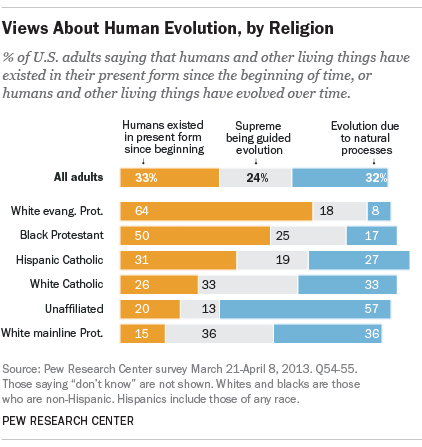 Views About Human Evolution, by Religion
% of U.S. adults saying that humans and other living things have
existed in their present form since the beginning of time, or
humans and other living things have evolved over time.
Humans existed
in present form
since beginning
Supreme
being guided
evolution
Evolution due
to natural
processes
All adults 33% 24% 32%
White evang. Prot. 64 18 8
Black Protestant 50 25 17
Hispanic Catholic 31 19 27
White Catholic 26 33 33
Unaffiliated 20 13 57
White mainline Prot. 15 36 36
Source: Pew Research Center survey March 21-April 8, 2013. Q54-55.
Those saying “don’t know” are not shown. Whites and blacks are those
who are non-Hispanic. Hispanics include those of any race.
PEW RESEARCH CENTER